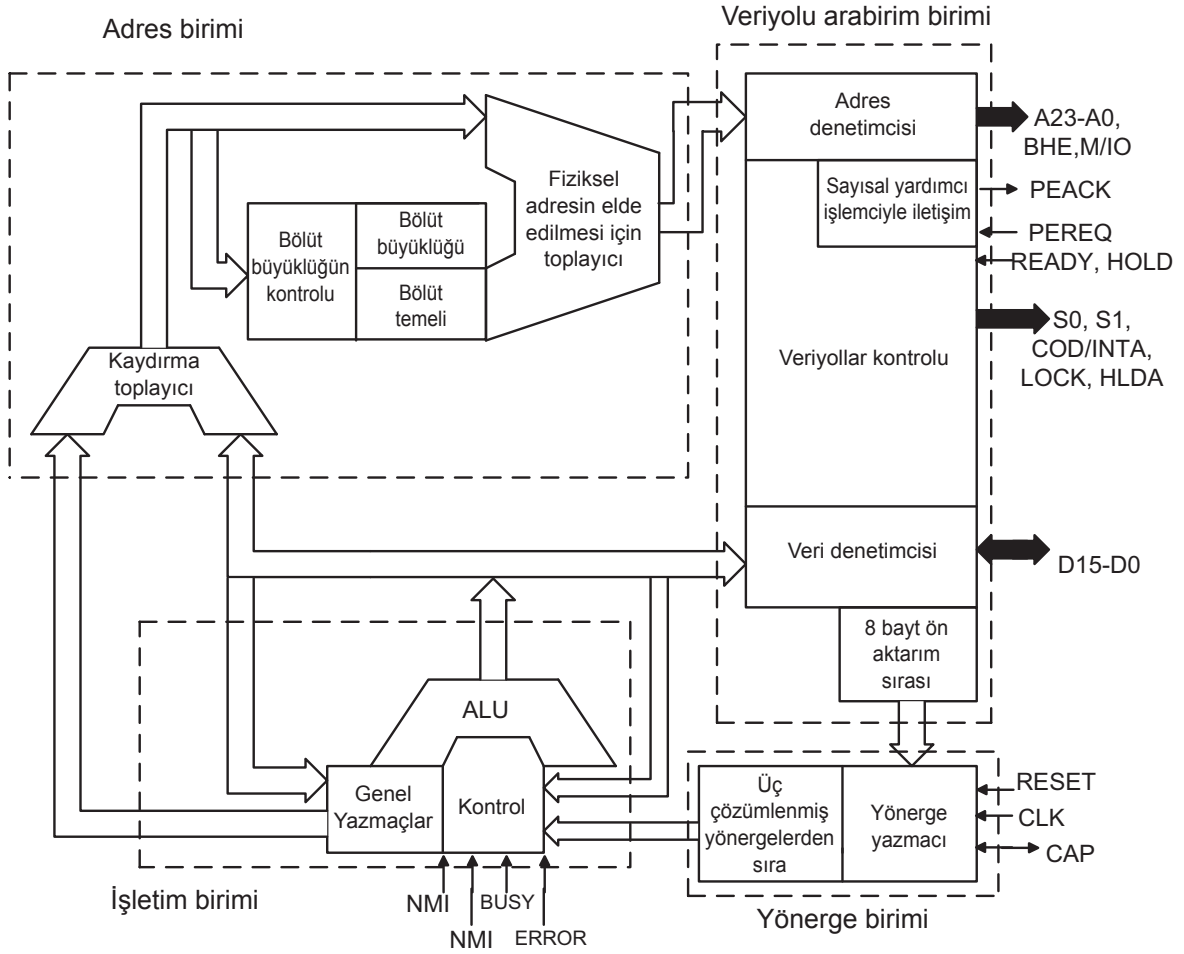 Adres birimi
Veriyolu arabirim birimi
Adres
denetimcisi
A23-A0,
BHE,M/IO
Sayısal yardımcı
işlemciyle iletişim
PEACK
PEREQ
READY, HOLD
Fiziksel
adresin elde
edilmesi için
toplayıcı
Bölüt
büyüklüğün
kontrolu
Bölüt
büyüklüğü
Bölüt
temeli
S0, S1,
COD/INTA,
LOCK, HLDA
Veriyollar kontrolu
Kaydırma
toplayıcı
Veri denetimcisi
D15-D0
8 bayt ön
aktarım
sırası
ALU
Genel
Yazmaçlar
Kontrol
Üç
çözümlenmiş
yönergelerden
sıra
Yönerge
yazmacı
RESET
CLK
CAP
İşletim birimi
NMI
BUSY
NMI
ERROR
Yönerge birimi